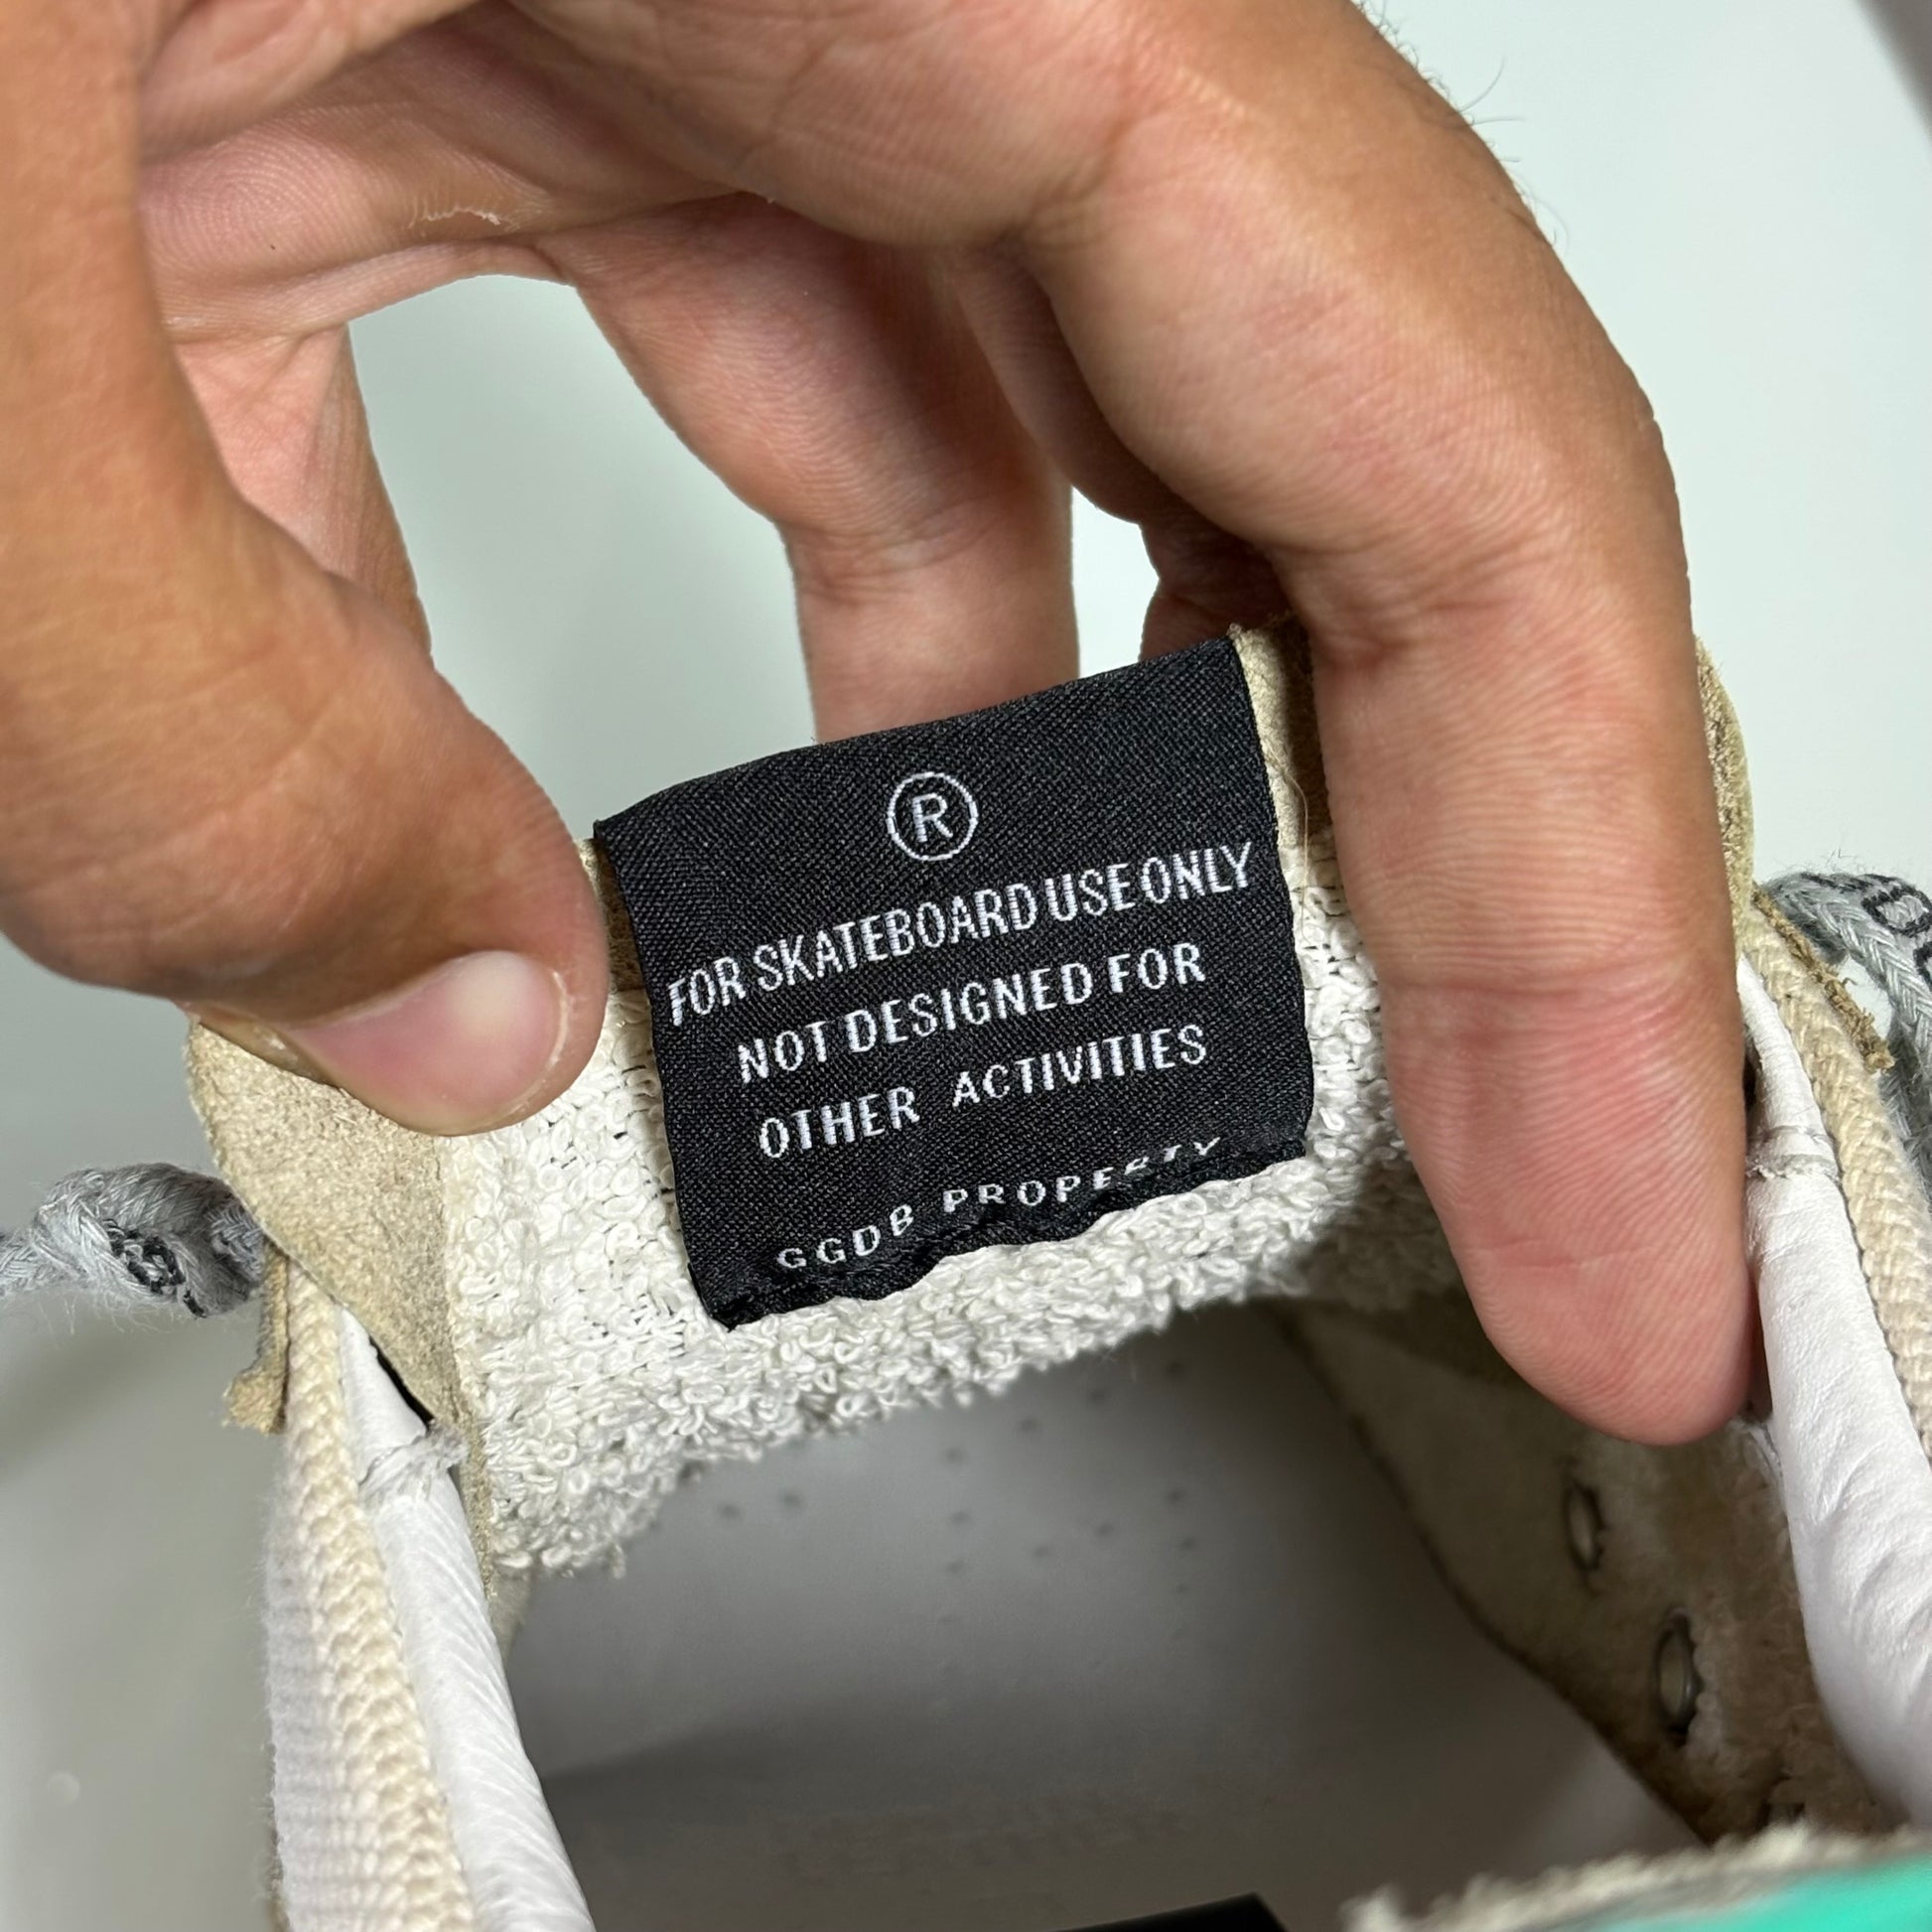 ®
FOR SKATEBOARD USE ONLY
NOT DESIGNED FOR
OTHER ACTIVITIES
GGDB PROPERTY